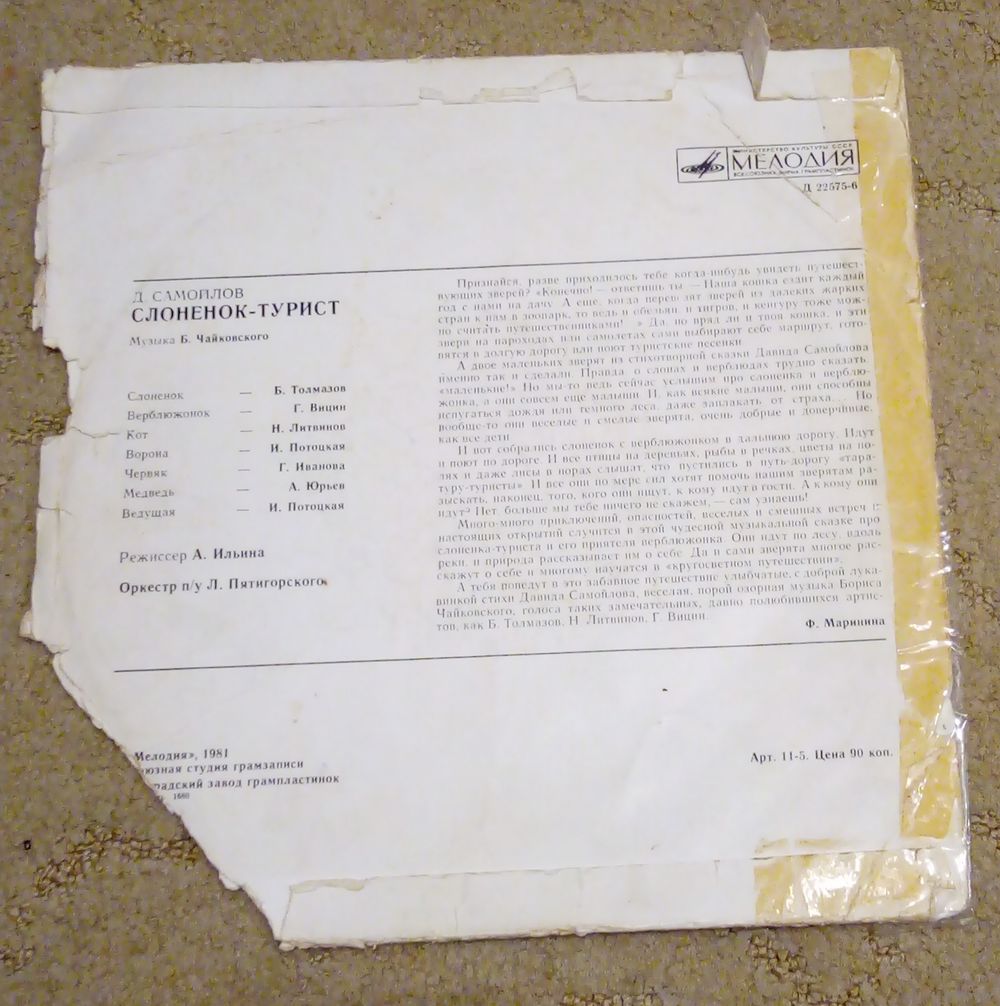 МИНИСТЕРСТВО КУЛЬТУРЫ СССР
МЕЛОДИЯ
ВСЕСОЮЗНАЯ ФИРМА ГРАМПЛАСТИНОК
Д 22575-6
Д. САМОЙЛОВ
СЛОНЕНОК-ТУРИСТ
Музыка Б. Чайковского
Слоненок — Б. Толмазов
Верблюжонок — Г. Вицин
Кот — Н. Литвинов
Ворона — И. Потоцкая
Червяк — Г. Иванова
Медведь — А. Юрьев
Ведущая — И. Потоцкая
Режиссер А. Ильина
Оркестр п/у Л. Пятигорского
Признайся, разве приходилось тебе когда-нибудь увидеть путешест-
вующих зверей? «Конечно! — ответишь ты. — Наша кошка ездит каждый
год с нами на дачу. А еще, когда перевозят зверей из далеких жарких
стран к нам в зоопарк, то ведь и обезьян, и тигров, и кенгуру тоже мож-
но считать путешественниками!..» Да, но вряд ли и твоя кошка, и эти
звери на пароходах или самолетах сами выбирают себе маршрут, гото-
вятся в долгую дорогу или поют туристские песенки.
А двое маленьких зверят из стихотворной сказки Давида Самойлова
именно так и сделали. Правда, о слонах и верблюдах трудно сказать:
«маленькие!» Но мы-то ведь сейчас услышим про слоненка и верблю-
жонка, а они совсем еще малыши. И, как всякие малыши, они способны
испугаться дождя или темного леса, даже заплакать от страха... Но
вообще-то они веселые и смелые зверята, очень добрые и доверчивые,
как все дети.
И вот собрались слоненок с верблюжонком в дальнюю дорогу. Идут
и поют по дороге. И все птицы на деревьях, рыбы в речках, цветы на по-
лях и даже лисы в норах слышат, что пустились в путь-дорогу «тара-
туру-туристы». И все они по мере сил хотят помочь нашим зверятам ра-
зыскать, наконец, того, кого они ищут, к кому идут в гости. А к кому они
идут? Нет, больше мы тебе ничего не скажем, — сам узнаешь!
Много-много приключений, опасностей, веселых и смешных встреч и
настоящих открытий случится в этой чудесной музыкальной сказке про
слоненка-туриста и его приятеля верблюжонка. Они идут по лесу, вдоль
реки, и природа рассказывает им о себе. Да и сами зверята многое рас-
скажут о себе и многому научатся в «кругосветном путешествии».
А тебя поведут в это забавное путешествие улыбчатые, с доброй лука-
винкой стихи Давида Самойлова, веселая, порой озорная музыка Бориса
Чайковского, голоса таких замечательных, давно полюбившихся артис-
тов, как Б. Толмазов, Н. Литвинов, Г. Вицин.
Ф. Маринина
Мелодия», 1981
юзная студия грамзаписи
радский завод грампластинок
1660
Арт. 11-5. Цена 90 коп.